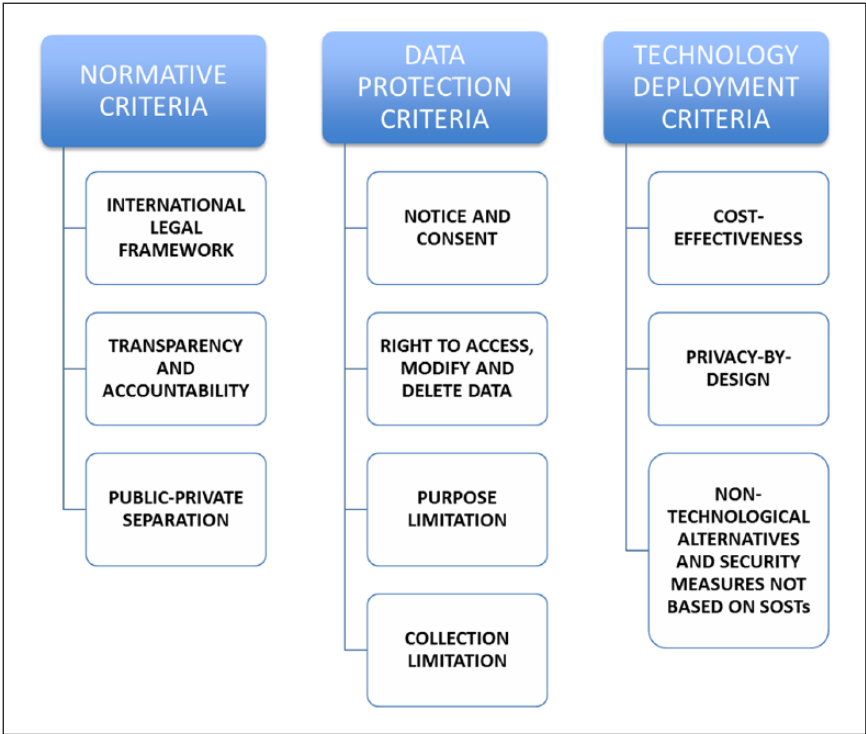 NORMATIVE
CRITERIA
INTERNATIONAL
LEGAL
FRAMEWORK
TRANSPARENCY
AND
ACCOUNTABILITY
PUBLIC-PRIVATE
SEPARATION
DATA
PROTECTION
CRITERIA
NOTICE AND
CONSENT
RIGHT TO ACCESS,
MODIFY AND
DELETE DATA
PURPOSE
LIMITATION
COLLECTION
LIMITATION
TECHNOLOGY
DEPLOYMENT
CRITERIA
COST-
EFFECTIVENESS
PRIVACY-BY-
DESIGN
NON-
TECHNOLOGICAL
ALTERNATIVES
AND SECURITY
MEASURES NOT
BASED ON SOSTs